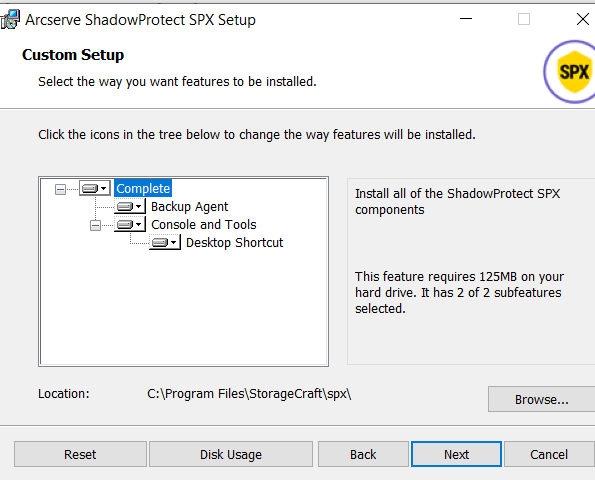 Arcserve ShadowProtect SPX Setup
Custom Setup
Select the way you want features to be installed.
SPX
Click the icons in the tree below to change the way features will be installed.
Complete
Backup Agent
Console and Tools
Desktop Shortcut
Install all of the ShadowProtect SPX
components
This feature requires 125MB on your
hard drive. It has 2 of 2 subfeatures
selected.
Location: C:\Program Files\StorageCraft\spx\
Browse...
Reset Disk Usage Back Next Cancel